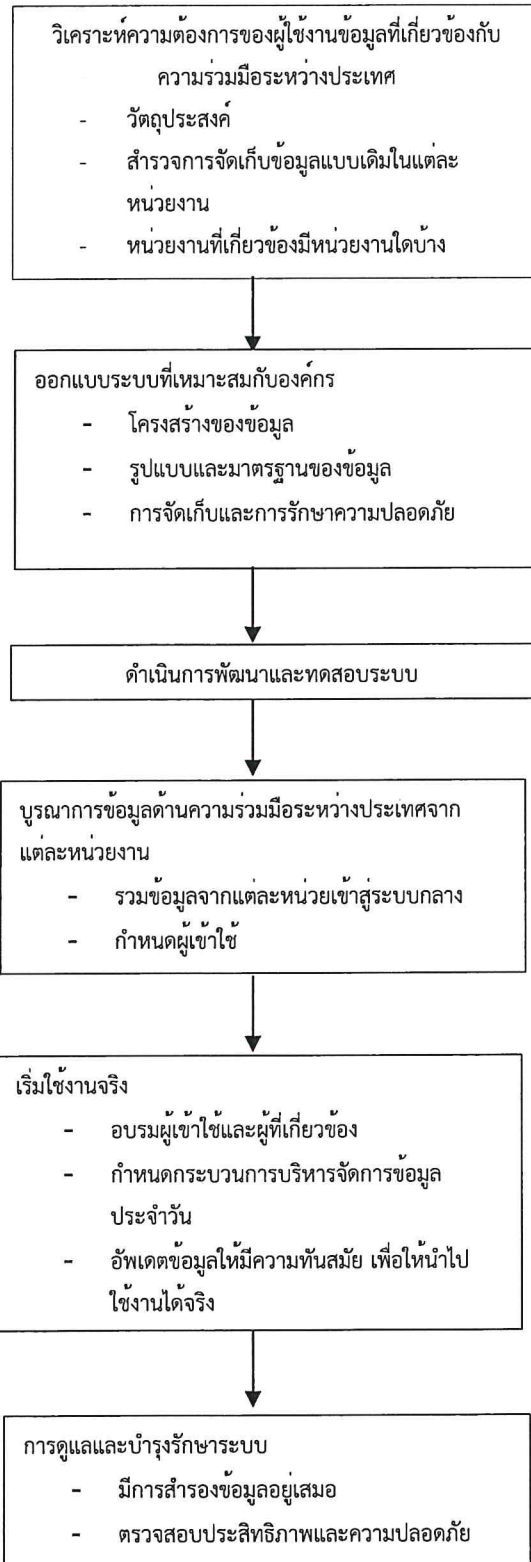 วิเคราะห์ความต้องการของผู้ใช้งานข้อมูลที่เกี่ยวข้องกับ
ความร่วมมือระหว่างประเทศ
- วัตถุประสงค์
- สำรวจการจัดเก็บข้อมูลแบบเดิมในแต่ละ
หน่วยงาน
- หน่วยงานที่เกี่ยวข้องมีหน่วยงานใดบ้าง
ออกแบบระบบที่เหมาะสมกับองค์กร
- โครงสร้างของข้อมูล
- รูปแบบและมาตรฐานของข้อมูล
- การจัดเก็บและการรักษาความปลอดภัย
ดำเนินการพัฒนาและทดสอบระบบ
บูรณาการข้อมูลด้านความร่วมมือระหว่างประเทศจาก
แต่ละหน่วยงาน
- รวมข้อมูลจากแต่ละหน่วยเข้าสู่ระบบกลาง
- กำหนดผู้เข้าใช้
เริ่มใช้งานจริง
- อบรมผู้เข้าใช้และผู้ที่เกี่ยวข้อง
- กำหนดกระบวนการบริหารจัดการข้อมูล
ประจำวัน
- อัพเดตข้อมูลให้มีความทันสมัย เพื่อให้นำไป
ใช้งานได้จริง
การดูแลและบำรุงรักษาระบบ
- มีการสำรองข้อมูลอยู่เสมอ
- ตรวจสอบประสิทธิภาพและความปลอดภัย